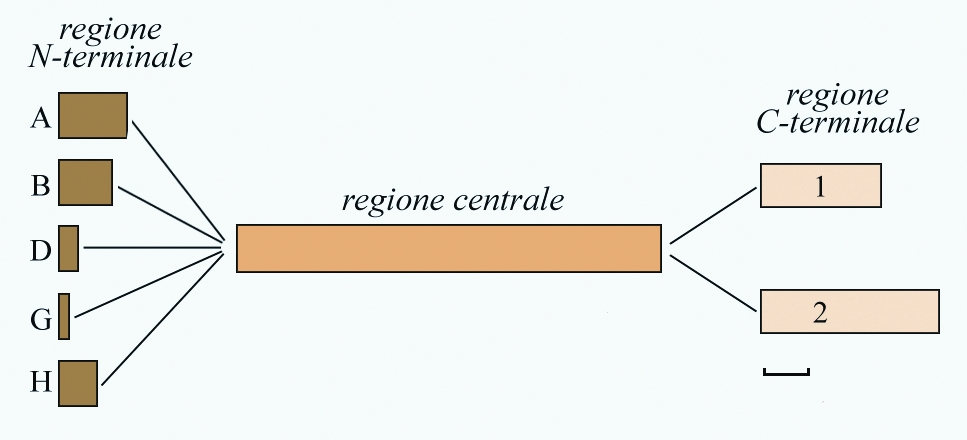 regione
N-terminale
A
B
D
G
H
regione centrale
regione
C-terminale
1
2